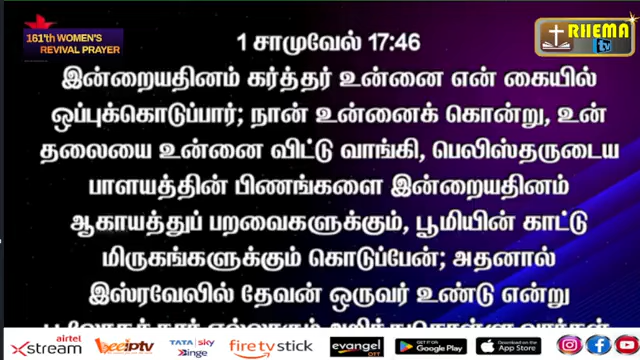 161'th WOMEN'S
REVIVAL PRAYER
RHEMA
tv
1 சாமுவேல் 17:46
இன்றையதினம் கர்த்தர் உன்னை என் கையில்
ஒப்புக்கொடுப்பார்; நான் உன்னைக் கொன்று, உன்
தலையை உன்னை விட்டு வாங்கி, பெலிஸ்தருடைய
பாளயத்தின் பிணங்களை இன்றையதினம்
ஆகாயத்துப் பறவைகளுக்கும், பூமியின் காட்டு
மிருகங்களுக்கும் கொடுப்பேன்; அதனால்
இஸ்ரவேலில் தேவன் ஒருவர் உண்டு என்று
airtel Xstream BeeiptV TATA sky Binge fire tv stick evangel OTT GET IT ON Google Play Download on the App Store